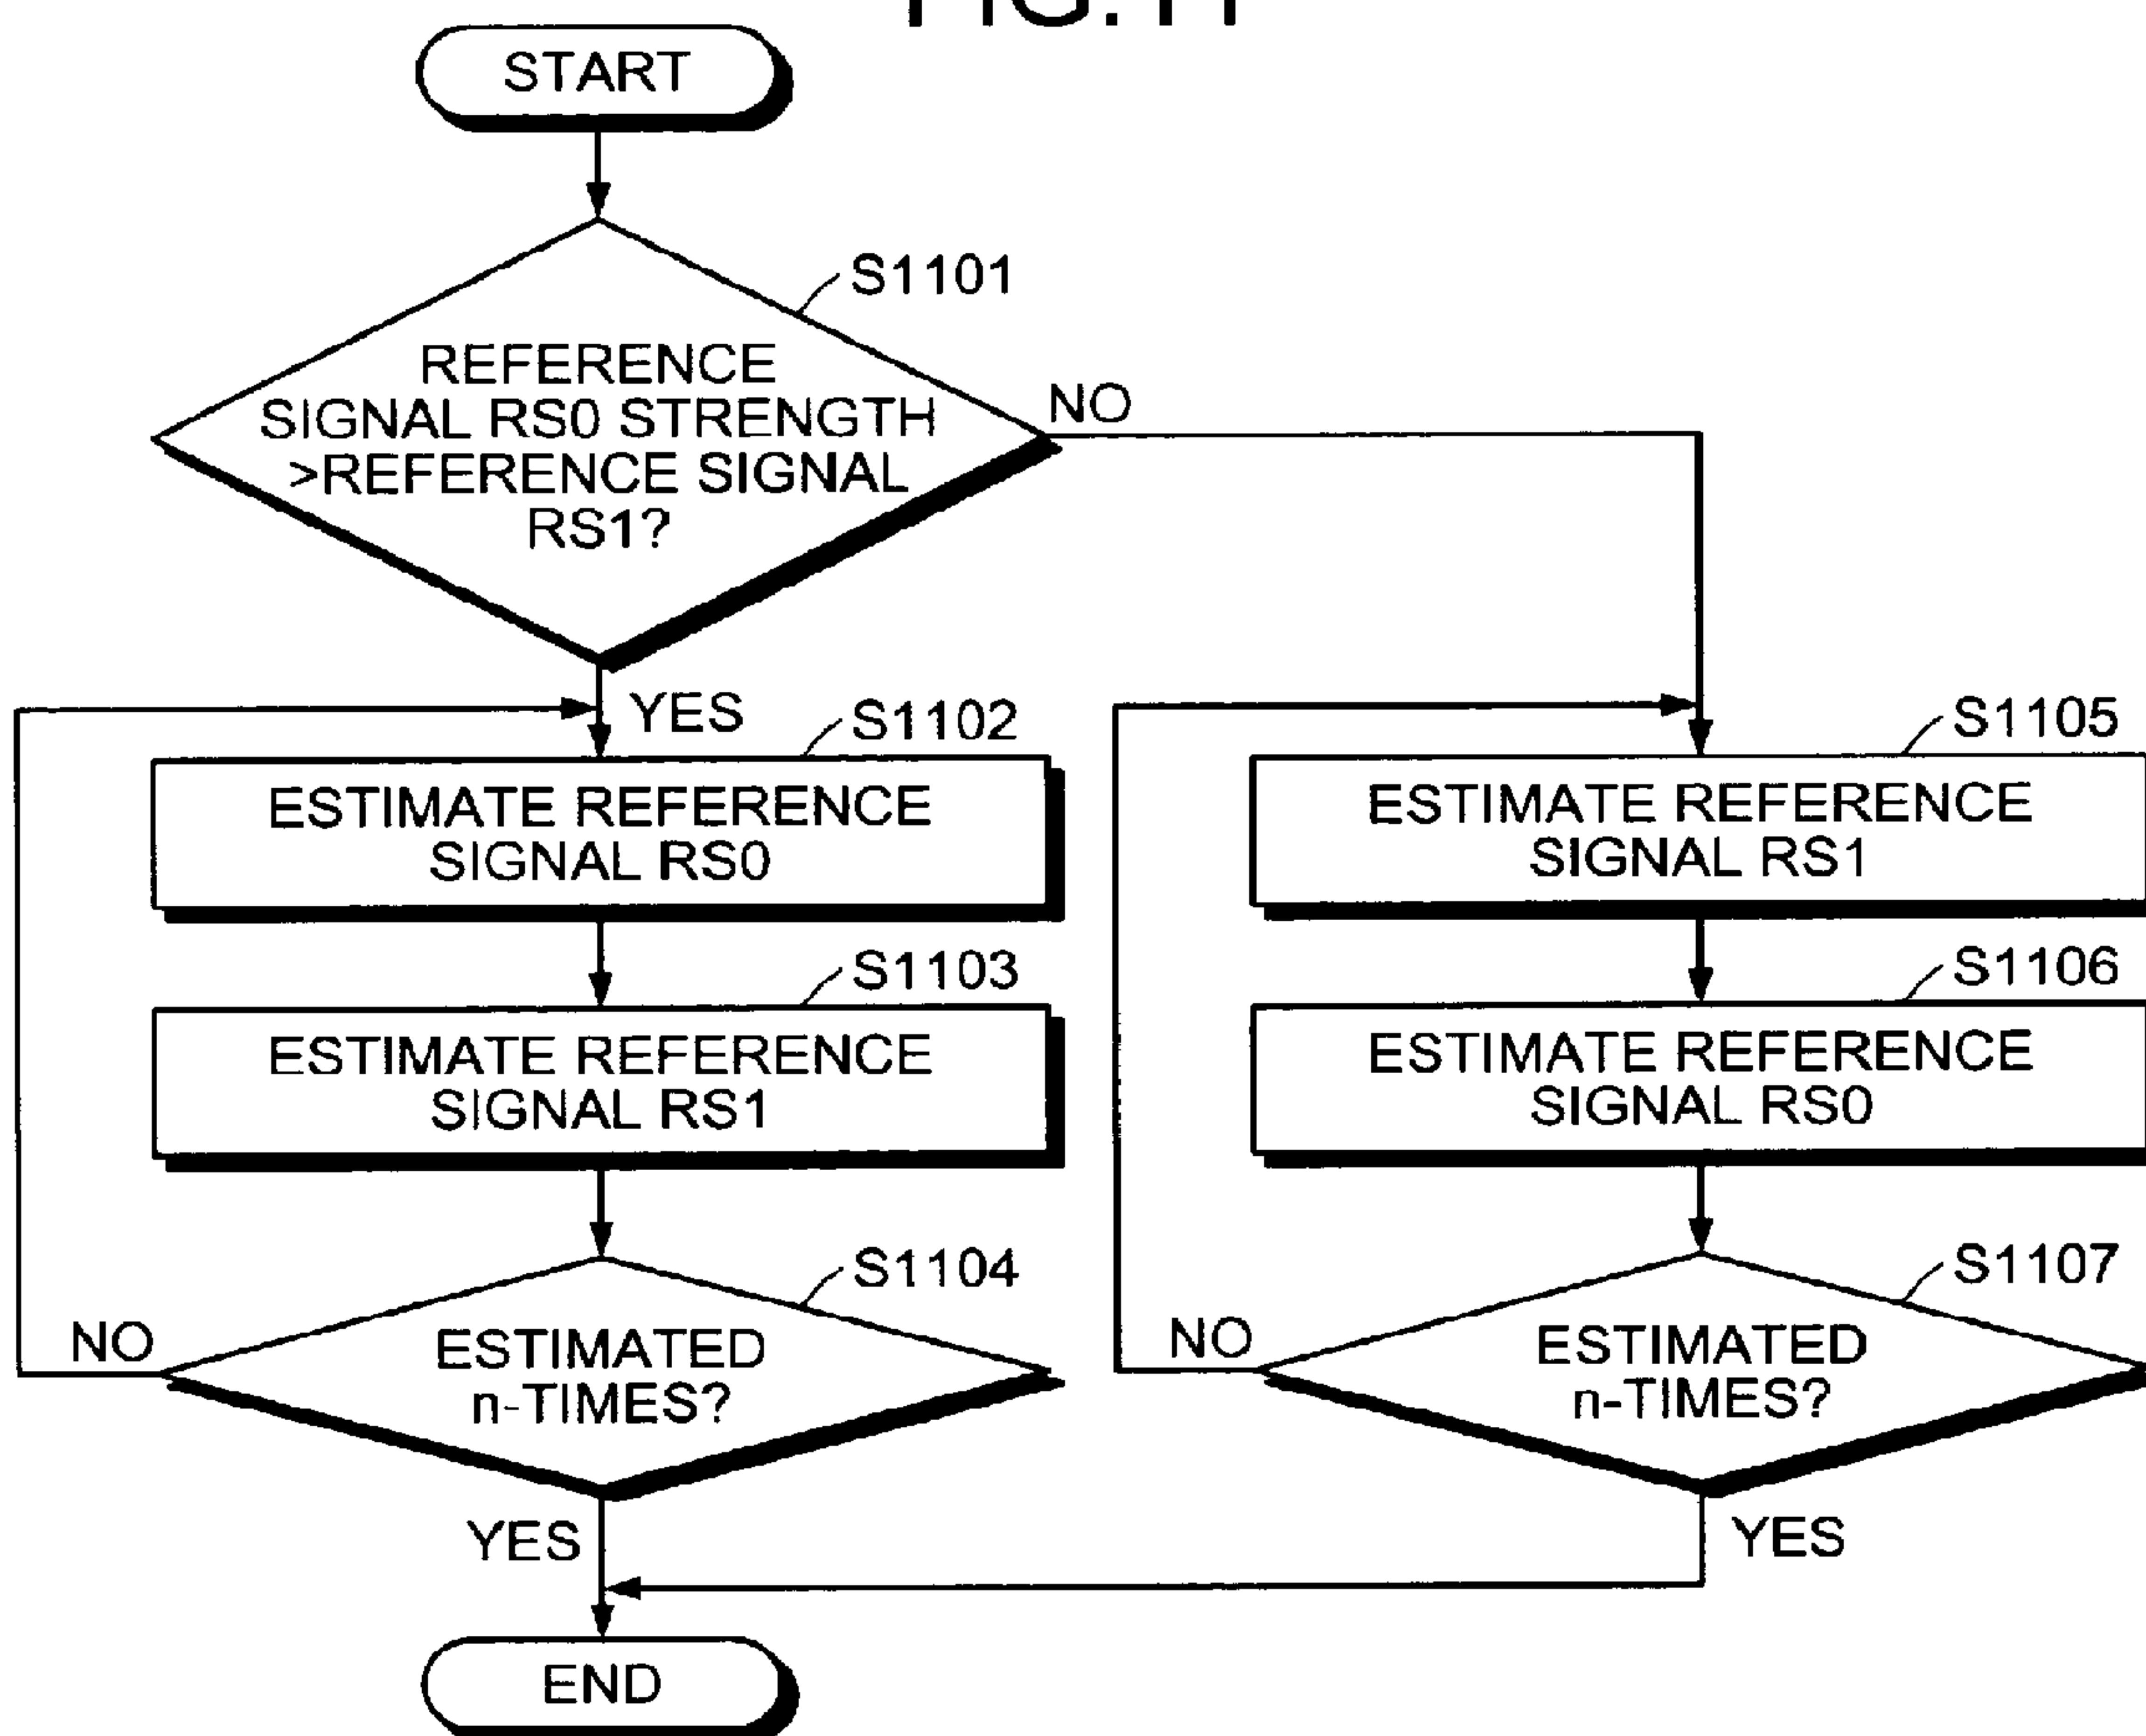 FIG.11
START
S1101
REFERENCE
SIGNAL RS0 STRENGTH
>REFERENCE SIGNAL
RS1?
NO
YES
S1102
ESTIMATE REFERENCE
SIGNAL RS0
S1103
ESTIMATE REFERENCE
SIGNAL RS1
S1104
ESTIMATED
n-TIMES?
NO
YES
S1105
ESTIMATE REFERENCE
SIGNAL RS1
S1106
ESTIMATE REFERENCE
SIGNAL RS0
S1107
ESTIMATED
n-TIMES?
NO
YES
END